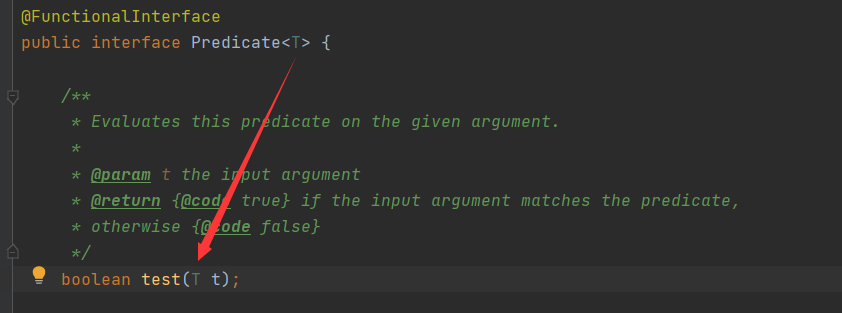 @FunctionalInterface
public interface Predicate<T> {
/**
* Evaluates this predicate on the given argument.
*
* @param t the input argument
* @return {@code true} if the input argument matches the predicate,
* otherwise {@code false}
*/
boolean test(T t);